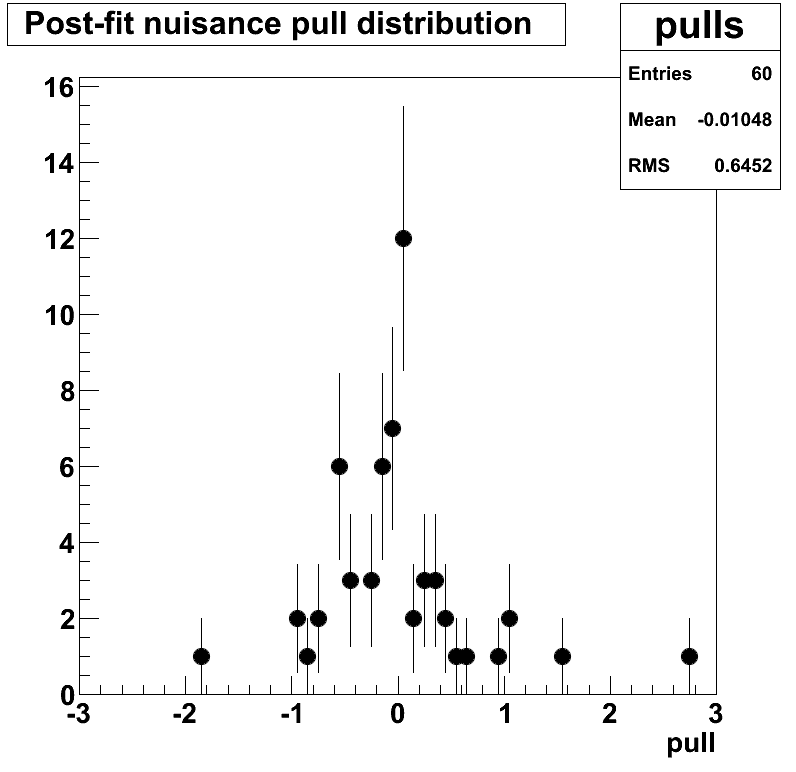 Post-fit nuisance pull distribution
pulls
Entries 60
Mean -0.01048
RMS 0.6452
16
14
12
10
8
6
4
2
0
-3 -2 -1 0 1 2 3
pull